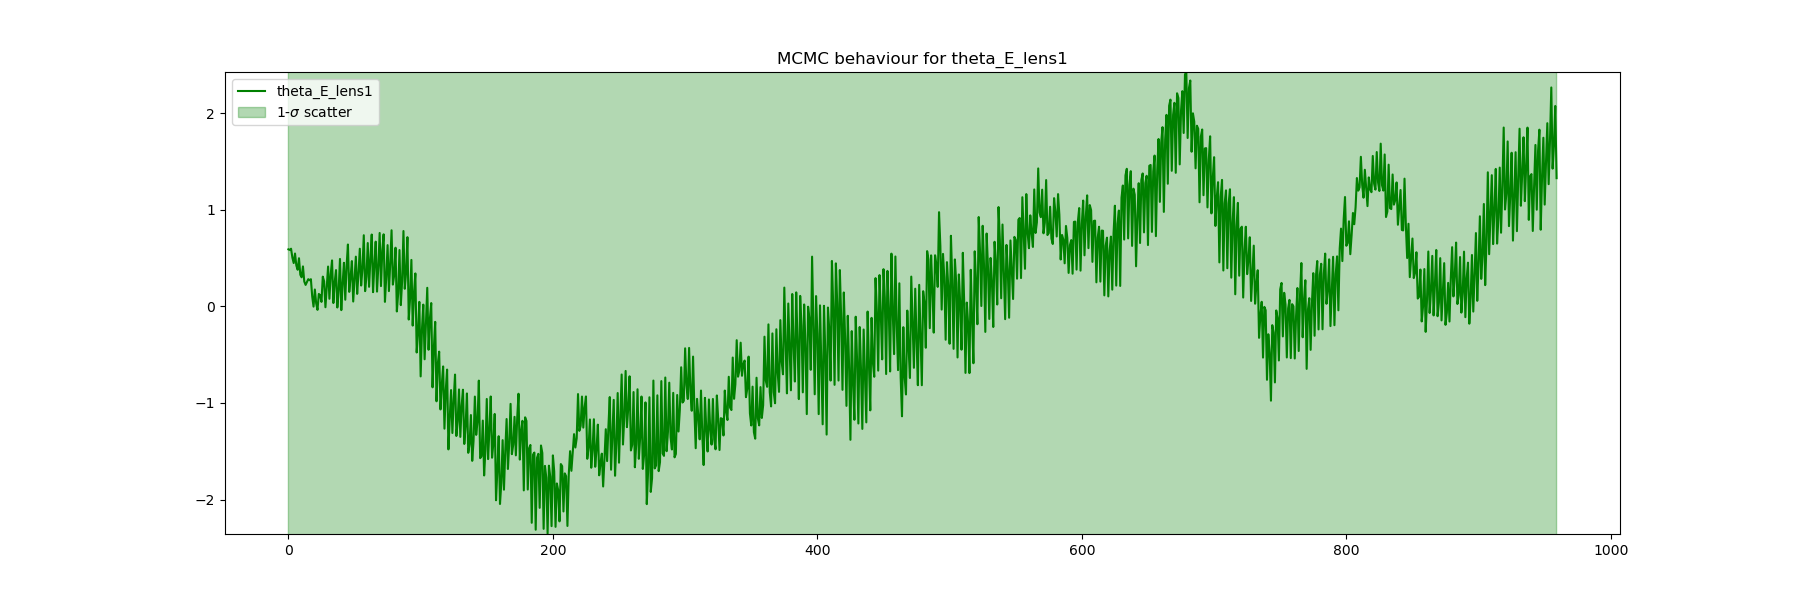 MCMC behaviour for theta_E_lens1
theta_E_lens1
1-σ scatter
2
1
0
−1
−2
0 200 400 600 800 1000